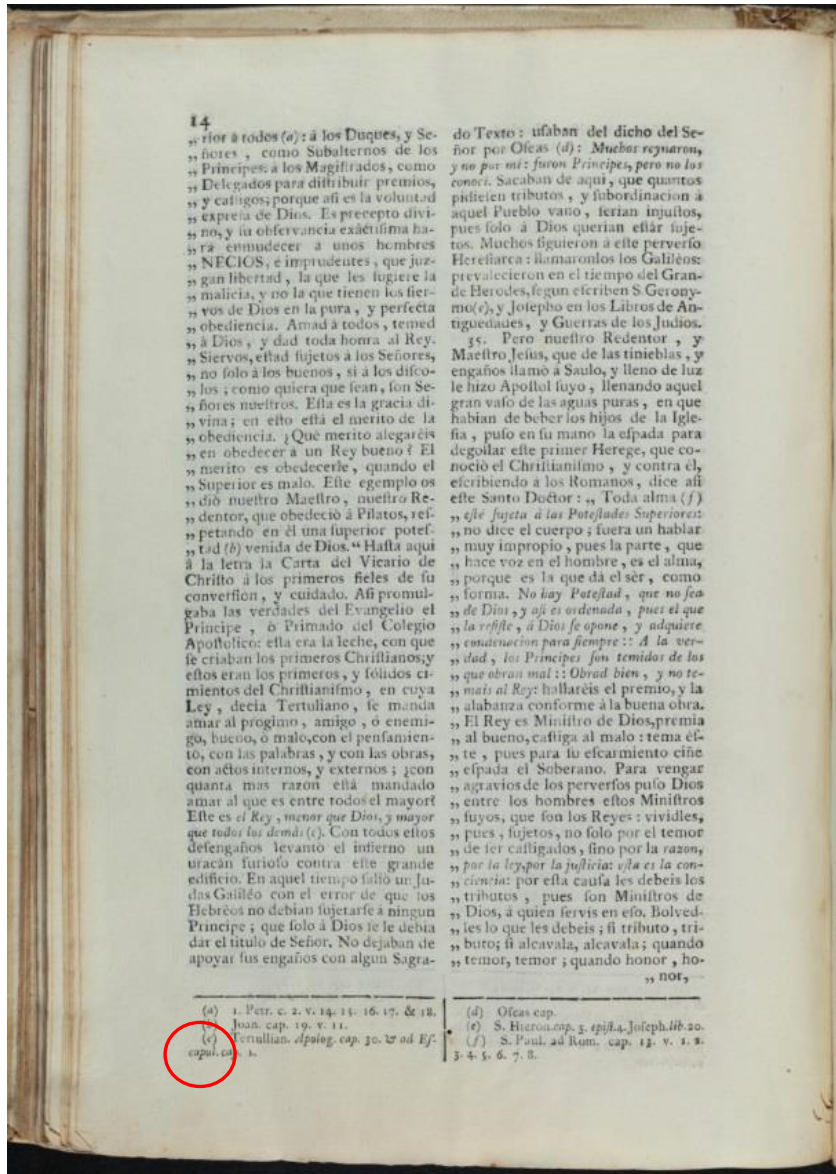 14
„ rior à todos (a): á los Duques, y Se-
„ ñores , como Subalternos de los
„ Principes: à los Magiſtrados, como
„ Delegados para diſtribuir premios,
„ y caſtigos; porque aſi es la voluntad
„ expreſa de Dios. Es precepto divi-
„ no, y ſu obſervancia exáctiſima ha-
„ rà enmudecer à unos hombres
„ NECIOS, è imprudentes , que juz-
„ gan libertad , la que les ſugiere la
„ malicia, y no la que tienen los ſier-
„ vos de Dios en la pura , y perfecta
„ obediencia. Amad à todos , temed
„ à Dios , y dad toda honra al Rey.
„ Siervos, eſtad ſujetos á los Señores,
„ no ſolo á los buenos , si á los diſco-
„ los ; como quiera que ſean, ſon Se-
„ ñores nueſtros. Eſta es la gracia di-
„ vina; en eſto eſtá el merito de la
„ obediencia. ¿Què merito alegaréis
„ en obedecer á un Rey bueno? El
„ merito es obedecerle , quando el
„ Superior es malo. Eſte egemplo os
„ diò nueſtro Maeſtro , nueſtro Re-
„ dentor, que obedeciò á Pilatos, reſ-
„ petando en él una ſuperior poteſ-
„ tad (b) venida de Dios.“ Haſta aqui
á la letra la Carta del Vicario de
Chriſto á los primeros fieles de ſu
converſion , y cuidado. Aſi promul-
gaba las verdades del Evangelio el
Principe , ò Primado del Colegio
Apoſtolico: eſta era la leche, con que
ſe criaban los primeros Chriſtianos;y
eſtos eran los primeros , y ſólidos ci-
mientos del Chriſtianiſmo , en cuya
Ley , decia Tertuliano , ſe manda
amar al progimo , amigo , ó enemi-
go, bueno, ò malo,con el penſamien-
to, con las palabras , y con las obras,
con actos internos, y externos ; ¿con
quanta mas razon eſtá mandado
amar al que es entre todos el mayor?
Eſte es el Rey , menor que Dios, y mayor
que todos los demás (c). Con todos eſtos
deſengaños levantó el infierno un
uracán furioſo contra eſte grande
edificio. En aquel tiempo ſaliò un Ju-
das Galiléo con el error de que los
Hebréos no debian ſujetarſe á ningun
Principe ; que ſolo á Dios ſe le debia
dár el titulo de Señor. No dejaban de
apoyar ſus engaños con algun Sagra-
(a) 1. Petr. c. 2. v. 14. 15. 16. 17. & 18.
(b) Joan. cap. 19. v. 11.
(c) Tertullian. Apolog. cap. 30. & ad Eſ-
capul. cap. 1.
do Texto : uſaban del dicho del Se-
ñor por Oſeas (d) : Muchos reynaron,
y no por mi: furon Principes, pero no los
conocí. Sacaban de aqui , que quantos
pidieſen tributos , y ſubordinacion à
aquel Pueblo vano , ſerian injuſtos,
pues ſolo à Dios querian eſtár ſuje-
tos. Muchos ſiguieron á eſte perverſo
Hereſiarca : llamaronlos los Galiléos:
prevalecieron en el tiempo del Gran-
de Herodes, ſegun eſcriben S. Gerony-
mo(e), y Joſepho en los Libros de An-
tiguedades , y Guerras de los Judios.
35. Pero nueſtro Redentor , y
Maeſtro Jeſus, que de las tinieblas , y
engaños llamó á Saulo, y lleno de luz
le hizo Apoſtol ſuyo , llenando aquel
gran vaſo de las aguas puras , en que
habian de beber los hijos de la Igle-
ſia , puſo en ſu mano la eſpada para
degollar eſte primer Herege, que co-
noció el Chriſtianiſmo , y contra él,
eſcribiendo á los Romanos , dice aſi
eſte Santo Doctor : „ Toda alma (f)
„ eſté ſujeta á las Poteſtades Superiores:
„ no dice el cuerpo ; fuera un hablar
„ muy impropio , pues la parte , que
„ hace voz en el hombre , es el alma,
„ porque es la que dá el sèr , como
„ forma. No hay Poteſtad , que no ſea
„ de Dios , y aſi es ordenada , pues el que
„ la reſiſte , à Dios ſe opone , y adquiere
„ condenacion para ſiempre :: A la ver-
„ dad , los Principes ſon temidos de los
„ que obran mal :: Obrad bien , y no te-
„ mais al Rey: hallaréis el premio, y la
„ alabanza conforme à la buena obra.
„ El Rey es Miniſtro de Dios,premia
„ al bueno, caſtiga al malo : tema éſ-
„ te , pues para ſu eſcarmiento ciñe
„ eſpada el Soberano. Para vengar
„ agravios de los perverſos puſo Dios
„ entre los hombres eſtos Miniſtros
„ ſuyos, que ſon los Reyes : vividles,
„ pues , ſujetos, no ſolo por el temor
„ de ſer caſtigados , ſino por la razon,
„ por la ley,por la juſticia: eſta es la con-
„ ciencia: por eſta cauſa les debeis los
„ tributos , pues ſon Miniſtros de
„ Dios, á quien ſervis en eſo. Bolved-
„ les lo que les debeis ; ſi tributo , tri-
„ buto; ſi alcavala, alcavala ; quando
„ temor, temor ; quando honor , ho-
„ nor,
(d) Oſeas cap.
(e) S. Hieron.cap. 3. epiſt.4.Joſeph.lib.20.
(f) S. Paul. ad Rom. cap. 13. v. 1. 2.
3. 4. 5. 6. 7. 8.